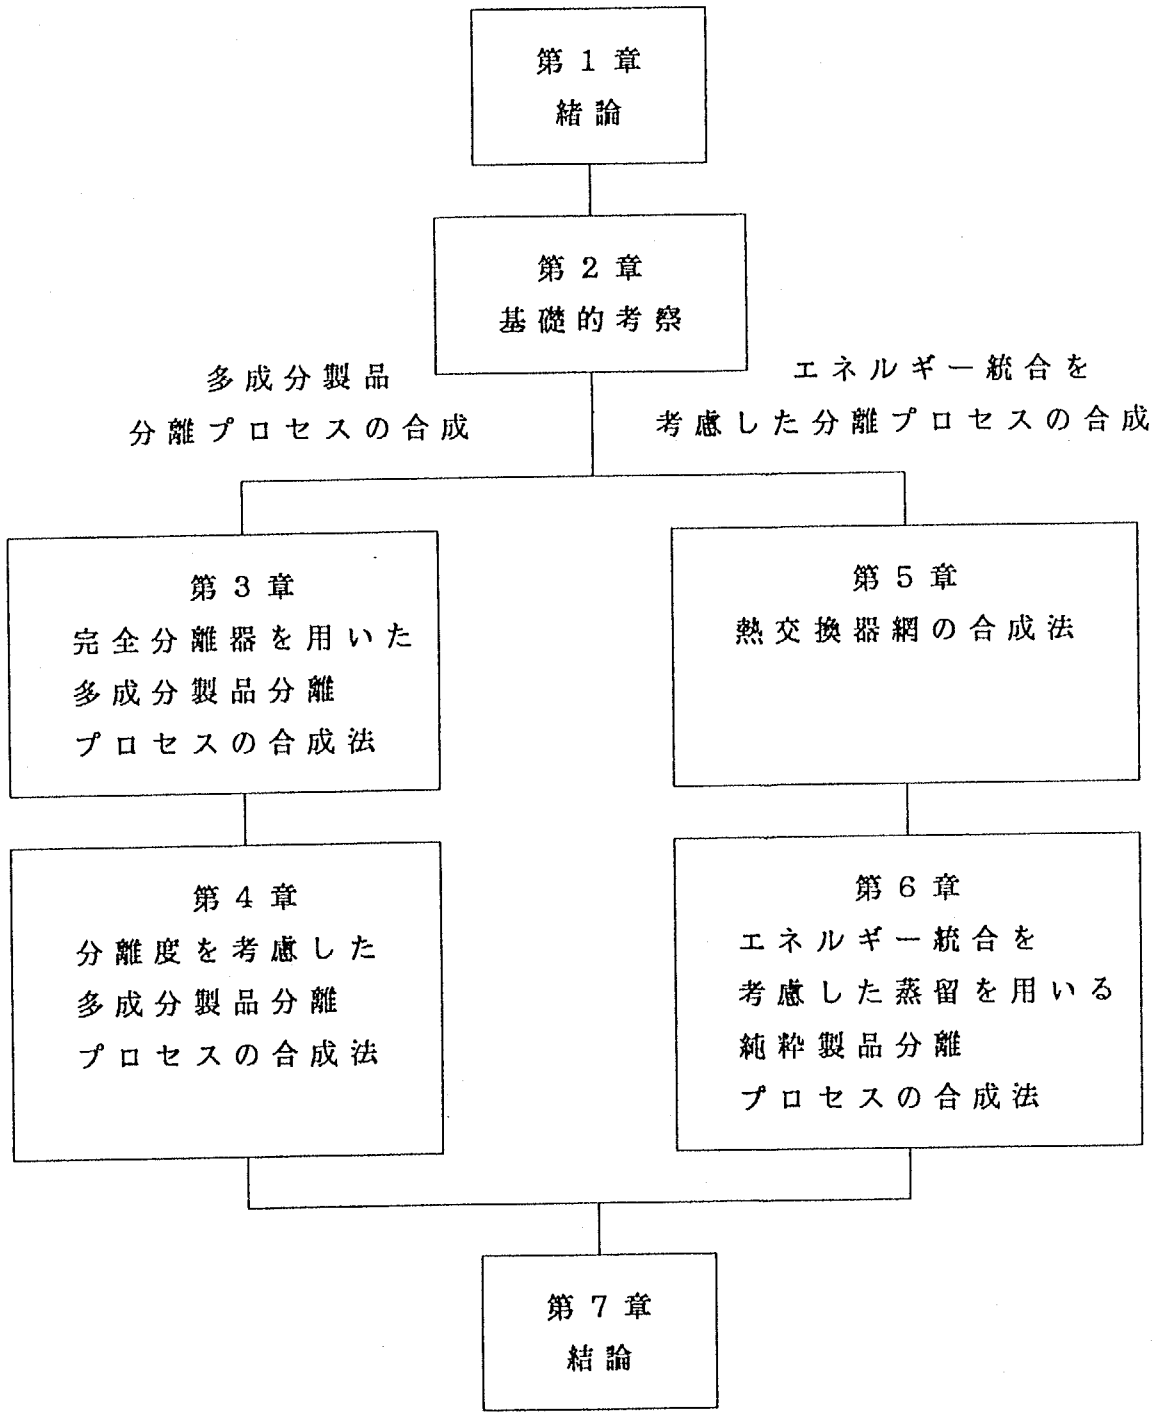 第1章
緒論
第2章
基礎的考察
多成分製品
分離プロセスの合成
エネルギー統合を
考慮した分離プロセスの合成
第3章
完全分離器を用いた
多成分製品分離
プロセスの合成法
第4章
分離度を考慮した
多成分製品分離
プロセスの合成法
第5章
熱交換器網の合成法
第6章
エネルギー統合を
考慮した蒸留を用いる
純粋製品分離
プロセスの合成法
第7章
結論